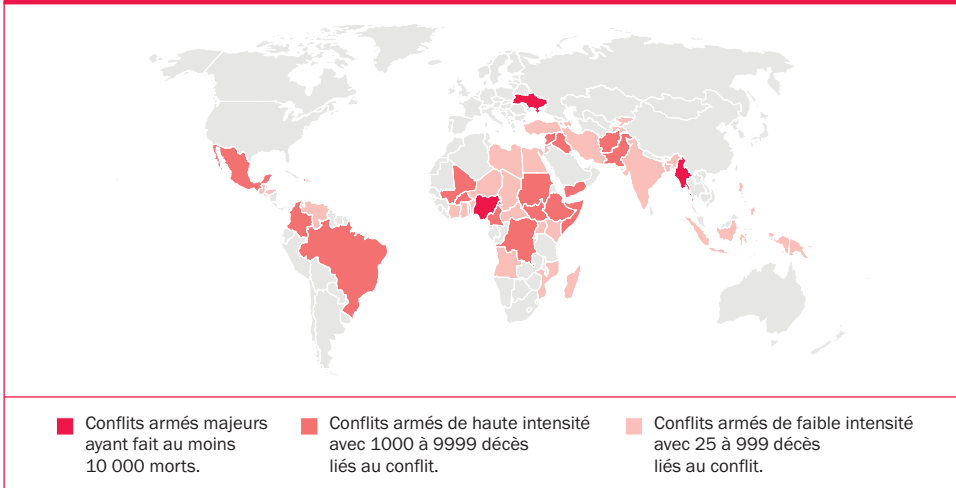 Conflits armés majeurs
ayant fait au moins
10 000 morts.
Conflits armés de haute intensité
avec 1000 à 9999 décès
liés au conflit.
Conflits armés de faible intensité
avec 25 à 999 décès
liés au conflit.